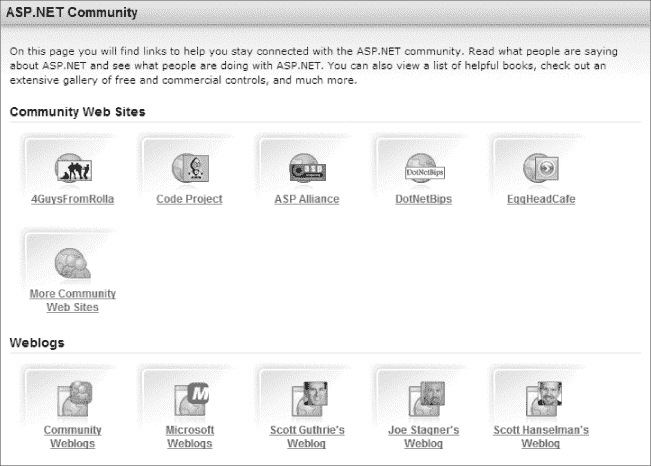 ASP.NET Community
On this page you will find links to help you stay connected with the ASP.NET community. Read what people are saying
about ASP.NET and see what people are doing with ASP.NET. You can also view a list of helpful books, check out an
extensive gallery of free and commercial controls, and much more.
Community Web Sites
DotNetBips
4GuysFromRolla Code Project ASP Alliance DotNetBips EggHeadCafe
More Community
Web Sites
Weblogs
Community Microsoft Scott Guthrie's Joe Stagner's Scott Hanselman's
Weblogs Weblogs Weblog Weblog Weblog